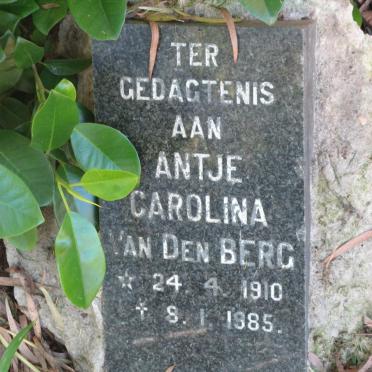 TER
GEDAGTENIS
AAN
ANTJE
CAROLINA
VAN DEN BERG
☆ 24. 4. 1910
✝ 8. 1. 1985.